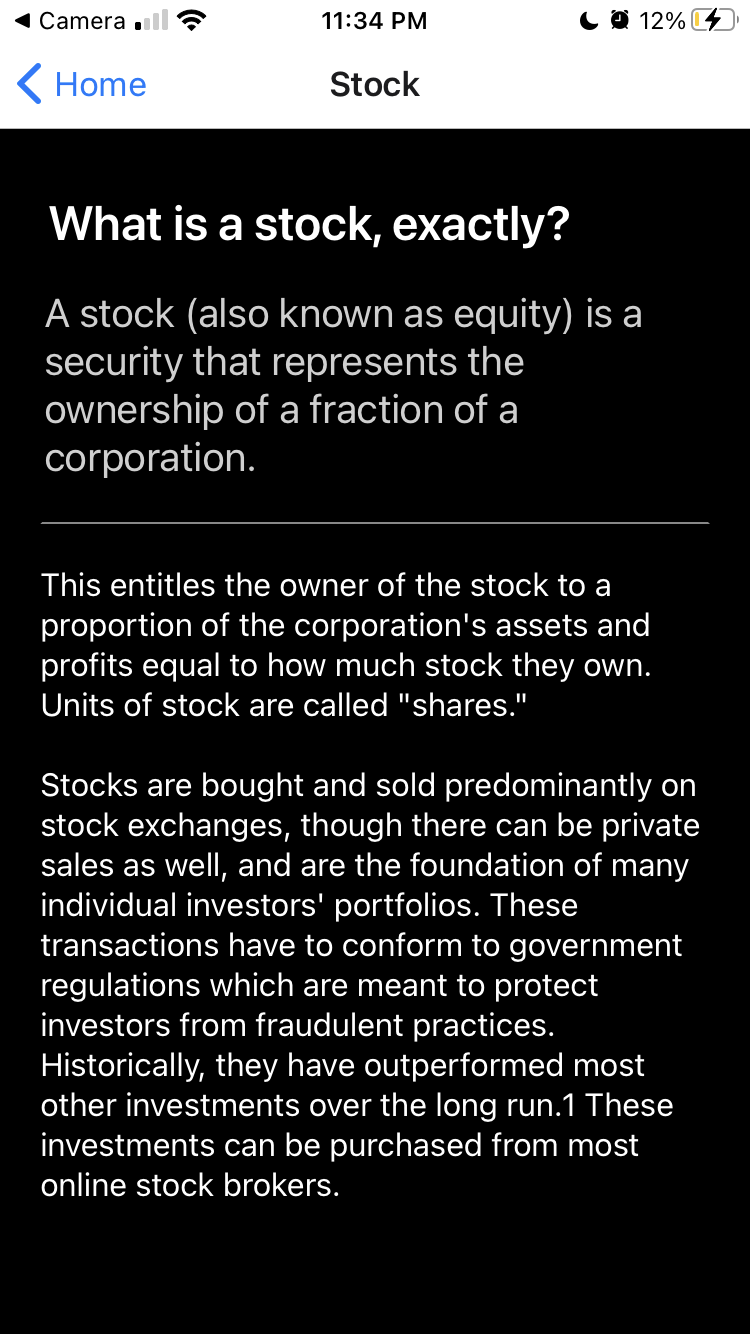 Camera 11:34 PM 12%
Home Stock
What is a stock, exactly?
A stock (also known as equity) is a
security that represents the
ownership of a fraction of a
corporation.
This entitles the owner of the stock to a
proportion of the corporation's assets and
profits equal to how much stock they own.
Units of stock are called "shares."
Stocks are bought and sold predominantly on
stock exchanges, though there can be private
sales as well, and are the foundation of many
individual investors' portfolios. These
transactions have to conform to government
regulations which are meant to protect
investors from fraudulent practices.
Historically, they have outperformed most
other investments over the long run.1 These
investments can be purchased from most
online stock brokers.